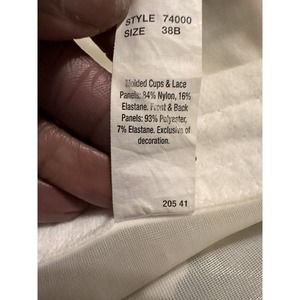 STYLE 74000
SIZE 38B
Molded Cups & Lace
Panels: 84% Nylon, 16%
Elastane. Front & Back
Panels: 93% Polyester,
7% Elastane. Exclusive of
decoration.
205 41